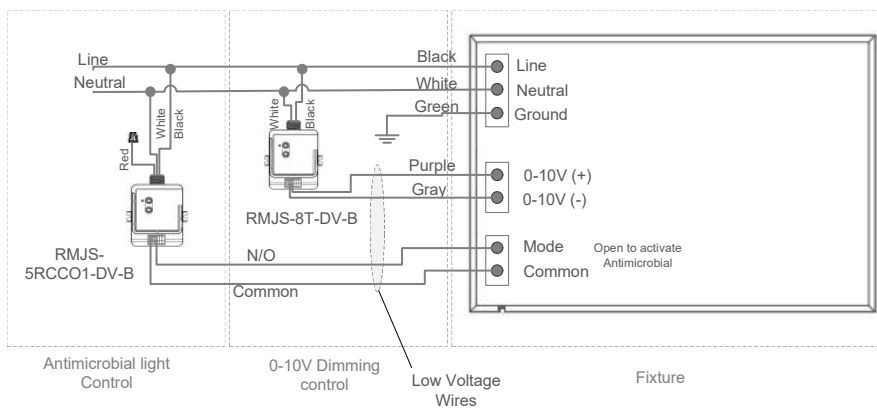 Line
Neutral
White
Black
Red
RMJS-
5RCCO1-DV-B
White
Black
RMJS-8T-DV-B
N/O
Common
Black
White
Green
Purple
Gray
Line
Neutral
Ground
0-10V (+)
0-10V (-)
Mode
Common
Open to activate
Antimicrobial
Antimicrobial light
Control
0-10V Dimming
control
Low Voltage
Wires
Fixture